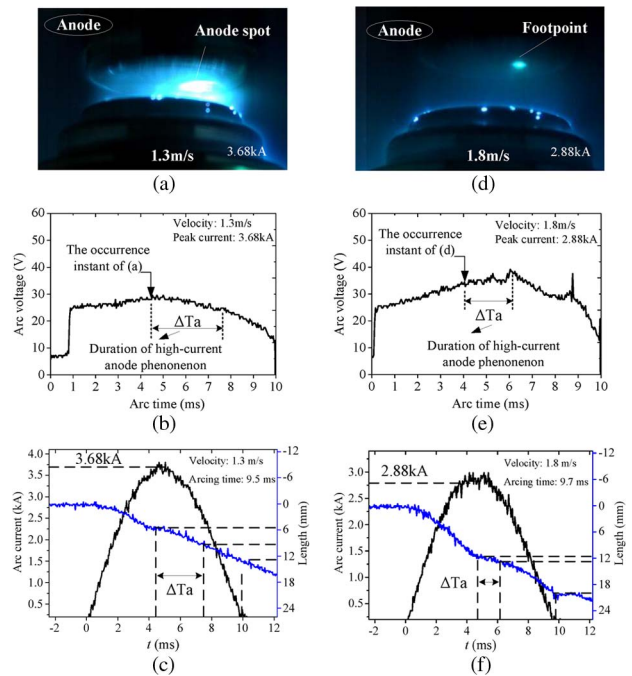 Anode
Anode spot
1.3m/s
3.68kA
(a)
Anode
Footpoint
1.8m/s
2.88kA
(d)
60
50
40
30
20
10
0
Arc voltage (V)
Velocity: 1.3m/s
Peak current: 3.68kA
The occurrence
instant of (a)
ΔTa
Duration of high-current
anode phenonenon
0 1 2 3 4 5 6 7 8 9 10
Arc time (ms)
(b)
60
50
40
30
20
10
0
Arc voltage (V)
Velocity: 1.8m/s
Peak current: 2.88kA
The occurrence
instant of (d)
ΔTa
Duration of high-current
anode phenonenon
0 1 2 3 4 5 6 7 8 9 10
Arc time (ms)
(e)
4.0
3.5
3.0
2.5
2.0
1.5
1.0
0.5
Arc current (kA)
3.68kA
Velocity: 1.3 m/s
Arcing time: 9.5 ms
ΔTa
-12
-6
0
6
12
18
24
Length (mm)
-2 0 2 4 6 8 10 12
t (ms)
(c)
3.0
2.5
2.0
1.5
1.0
0.5
Arc current (kA)
2.88kA
Velocity: 1.8 m/s
Arcing time: 9.7 ms
ΔTa
-12
-6
0
6
12
18
24
Length (mm)
-2 0 2 4 6 8 10 12
t (ms)
(f)